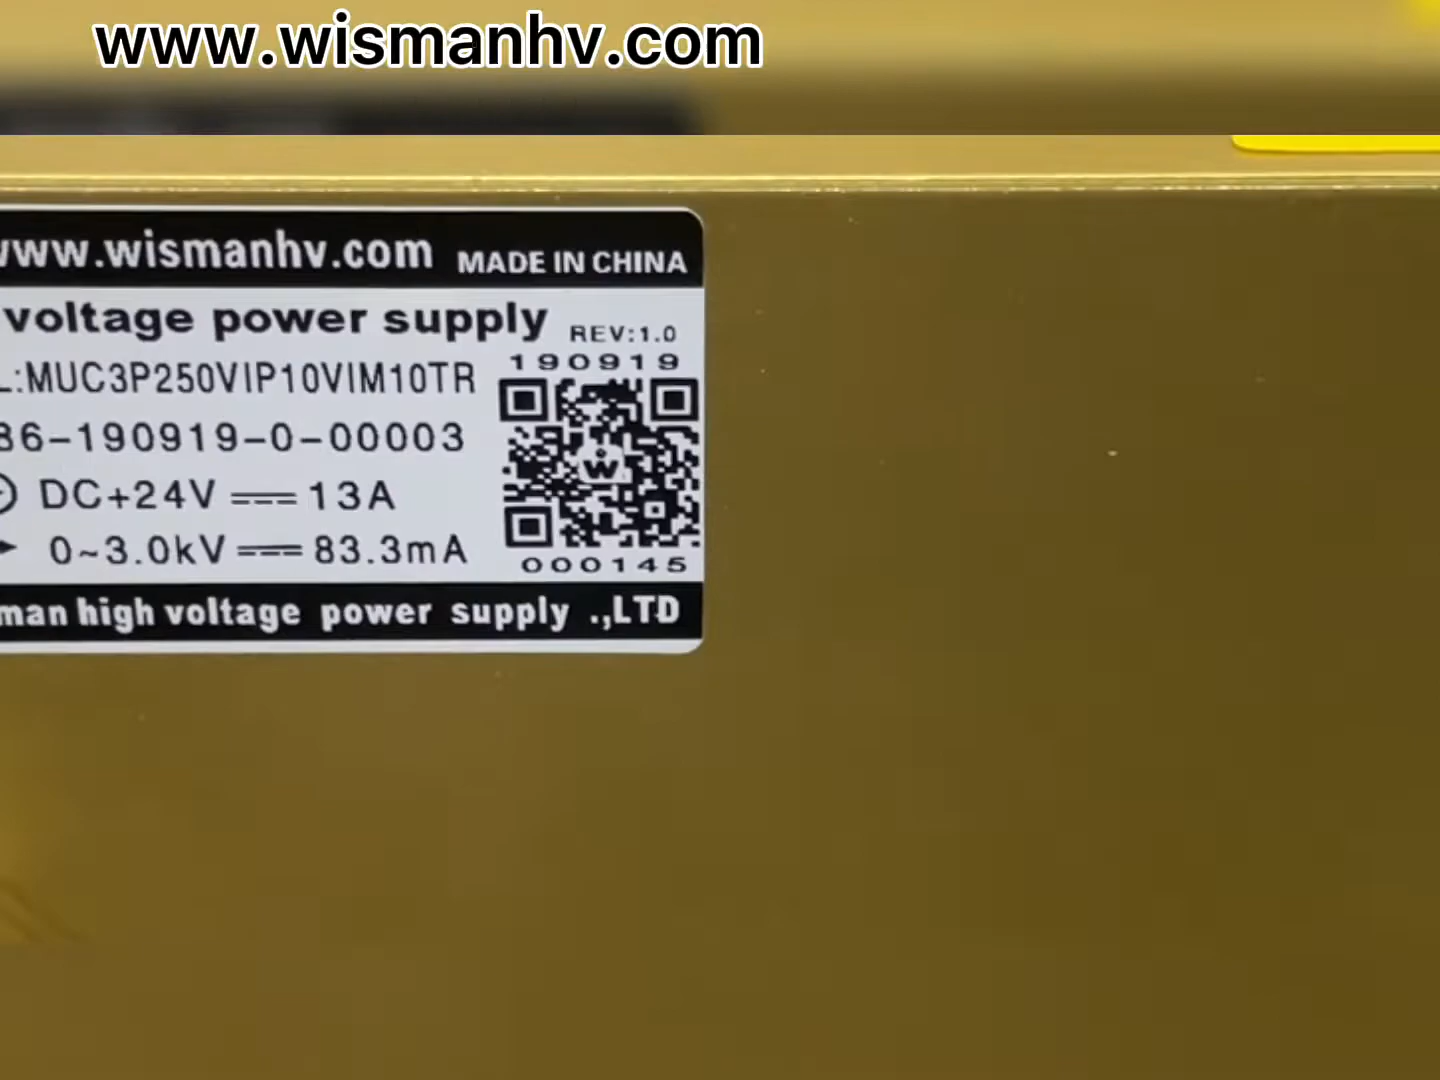 www.wismanhv.com
www.wismanhv.com MADE IN CHINA
voltage power supply REV:1.0
L:MUC3P250VIP10VIM10TR
190919
36-190919-0-00003
W
DC+24V 13A
0~3.0kV 83.3mA
000145
man high voltage power supply .,LTD